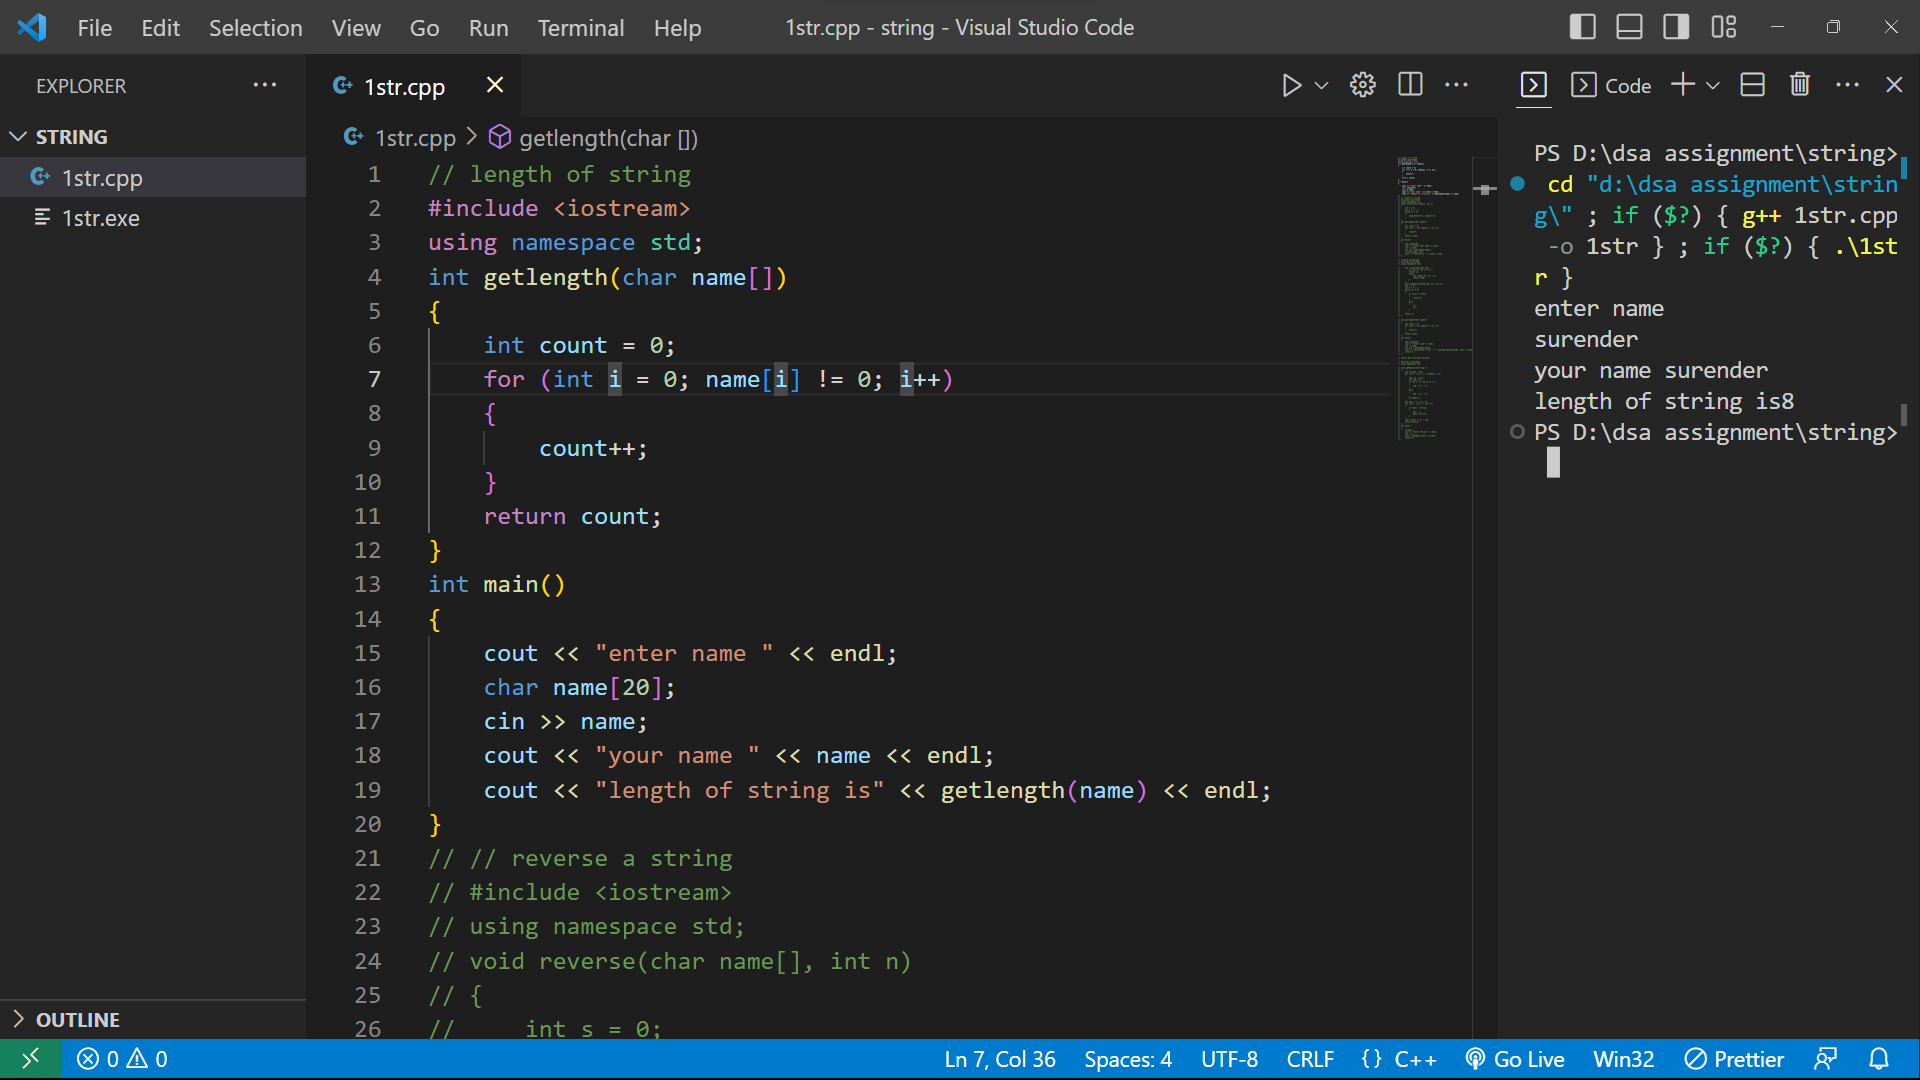 File Edit Selection View Go Run Terminal Help 1str.cpp - string - Visual Studio Code
EXPLORER
STRING
1str.cpp
1str.exe
OUTLINE
1str.cpp
1str.cpp > getlength(char [])
1 // length of string
2 #include <iostream>
3 using namespace std;
4 int getlength(char name[])
5 {
6 int count = 0;
7 for (int i = 0; name[i] != 0; i++)
8 {
9 count++;
10 }
11 return count;
12 }
13 int main()
14 {
15 cout << "enter name " << endl;
16 char name[20];
17 cin >> name;
18 cout << "your name " << name << endl;
19 cout << "length of string is" << getlength(name) << endl;
20 }
21 // // reverse a string
22 // #include <iostream>
23 // using namespace std;
24 // void reverse(char name[], int n)
25 // {
26 // int s = 0;
Code
PS D:\dsa assignment\string>
cd "d:\dsa assignment\strin
g\" ; if ($?) { g++ 1str.cpp
-o 1str } ; if ($?) { .\1st
r }
enter name
surender
your name surender
length of string is8
PS D:\dsa assignment\string>
0 0 Ln 7, Col 36 Spaces: 4 UTF-8 CRLF {} C++ Go Live Win32 Prettier